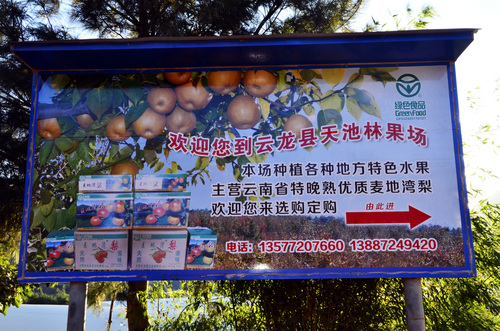 绿色食品
GreenFood
欢迎您到云龙县天池林果场
本场种植各种地方特色水果
主营云南省特晚熟优质麦地湾梨
欢迎您来选购定购
由此进
电话: 13577207660 13887249420